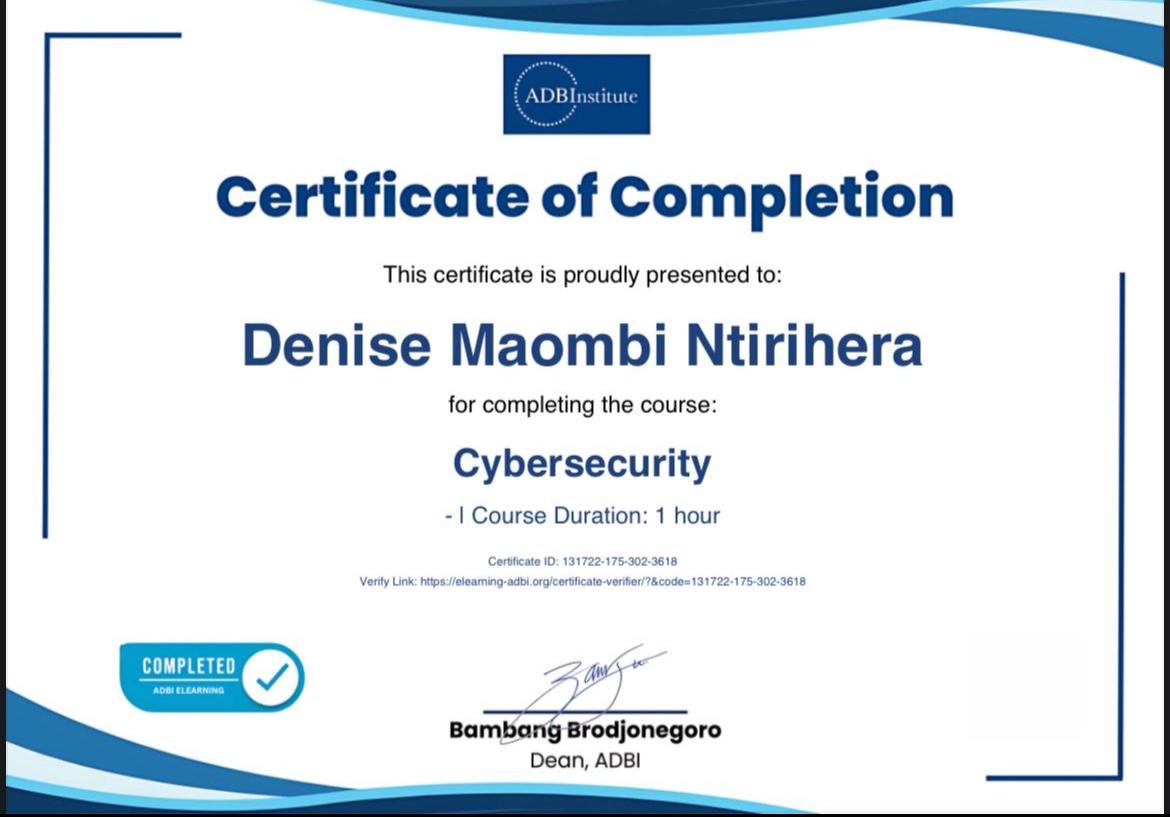 ADBInstitute
Certificate of Completion
This certificate is proudly presented to:
Denise Maombi Ntirihera
for completing the course:
Cybersecurity
- | Course Duration: 1 hour
Certificate ID: 131722-175-302-3618
Verify Link: https://elearning-adbi.org/certificate-verifier/?&code=131722-175-302-3618
COMPLETED
ADBI ELEARNING
Bambang Brodjonegoro
Dean, ADBI